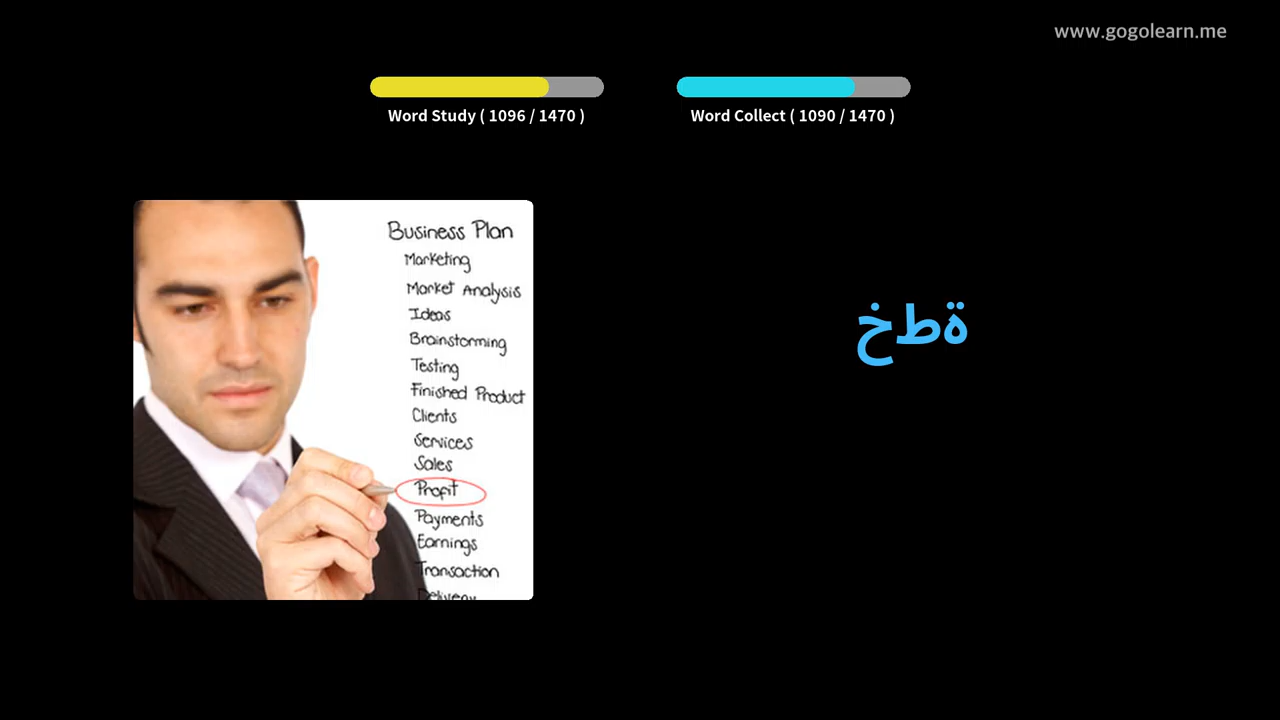 www.gogolearn.me
Word Study ( 1096 / 1470 )
Word Collect ( 1090 / 1470 )
Business Plan
Marketing
Market Analysis
Ideas
Brainstorming
Testing
Finished Product
Clients
Services
Sales
Profit
Payments
Earnings
Transaction
Delivery
خطة